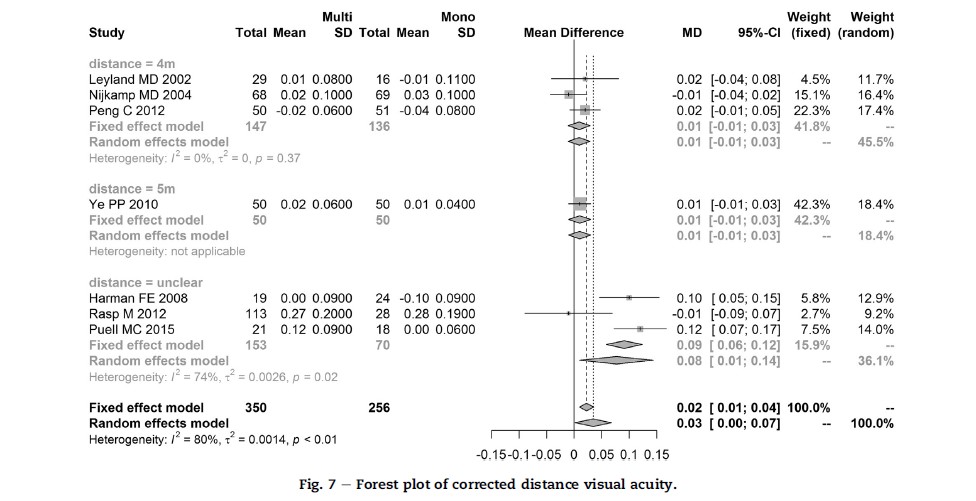 Multi Mono Weight Weight
Study Total Mean SD Total Mean SD Mean Difference MD 95%-CI (fixed) (random)
distance = 4m
Leyland MD 2002 29 0.01 0.0800 16 -0.01 0.1100 0.02 [-0.04; 0.08] 4.5% 11.7%
Nijkamp MD 2004 68 0.02 0.1000 69 0.03 0.1000 -0.01 [-0.04; 0.02] 15.1% 16.4%
Peng C 2012 50 -0.02 0.0600 51 -0.04 0.0800 0.02 [-0.01; 0.05] 22.3% 17.4%
Fixed effect model 147 136 0.01 [-0.01; 0.03] 41.8% --
Random effects model 0.01 [-0.01; 0.03] -- 45.5%
Heterogeneity: I² = 0%, τ² = 0, p = 0.37
distance = 5m
Ye PP 2010 50 0.02 0.0600 50 0.01 0.0400 0.01 [-0.01; 0.03] 42.3% 18.4%
Fixed effect model 50 50 0.01 [-0.01; 0.03] 42.3% --
Random effects model 0.01 [-0.01; 0.03] -- 18.4%
Heterogeneity: not applicable
distance = unclear
Harman FE 2008 19 0.00 0.0900 24 -0.10 0.0900 0.10 [ 0.05; 0.15] 5.8% 12.9%
Rasp M 2012 113 0.27 0.2000 28 0.28 0.1900 -0.01 [-0.09; 0.07] 2.7% 9.2%
Puell MC 2015 21 0.12 0.0900 18 0.00 0.0600 0.12 [ 0.07; 0.17] 7.5% 14.0%
Fixed effect model 153 70 0.09 [ 0.06; 0.12] 15.9% --
Random effects model 0.08 [ 0.01; 0.14] -- 36.1%
Heterogeneity: I² = 74%, τ² = 0.0026, p = 0.02
Fixed effect model 350 256 0.02 [ 0.01; 0.04] 100.0% --
Random effects model 0.03 [ 0.00; 0.07] -- 100.0%
Heterogeneity: I² = 80%, τ² = 0.0014, p < 0.01
-0.15 -0.1 -0.05 0 0.05 0.1 0.15
Fig. 7 – Forest plot of corrected distance visual acuity.